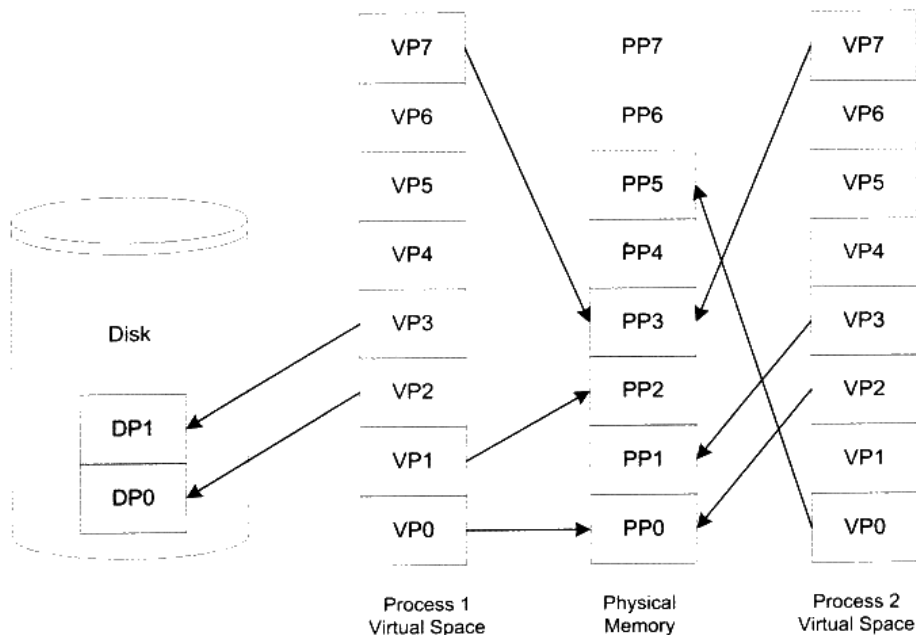 Disk
DP1
DP0
VP7
VP6
VP5
VP4
VP3
VP2
VP1
VP0
Process 1
Virtual Space
PP7
PP6
PP5
PP4
PP3
PP2
PP1
PP0
Physical
Memory
VP7
VP6
VP5
VP4
VP3
VP2
VP1
VP0
Process 2
Virtual Space